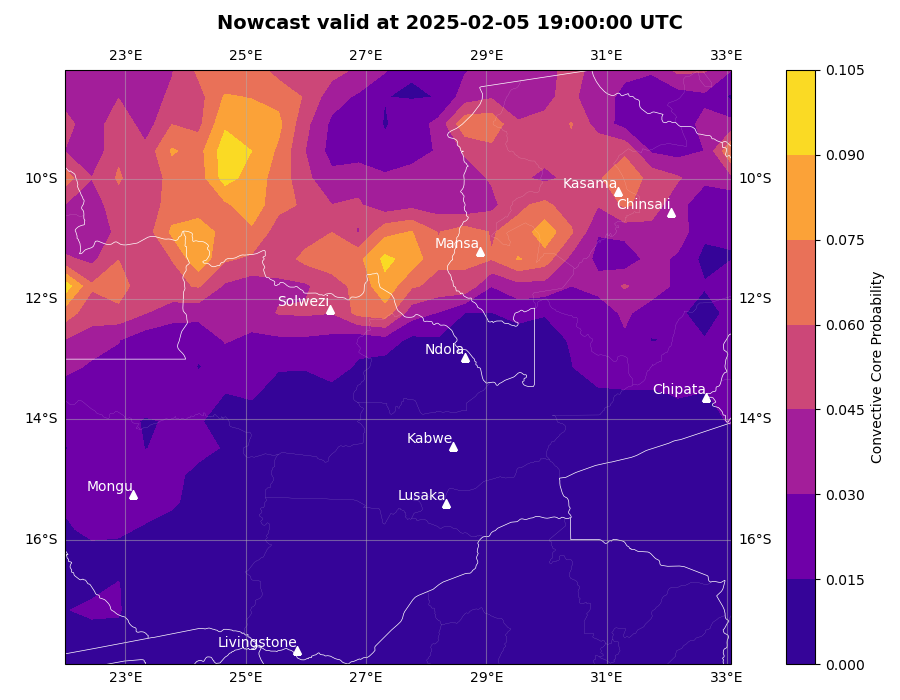 Nowcast valid at 2025-02-05 19:00:00 UTC
23°E 25°E 27°E 29°E 31°E 33°E
0.105
0.090
10°S Kasama 10°S
Chinsali
0.075
Mansa
12°S 12°S
Solwezi
0.060
Ndola
Chipata
0.045
14°S 14°S
Kabwe
Mongu
Lusaka
0.030
16°S 16°S
0.015
Livingstone
0.000
23°E 25°E 27°E 29°E 31°E 33°E
Convective Core Probability